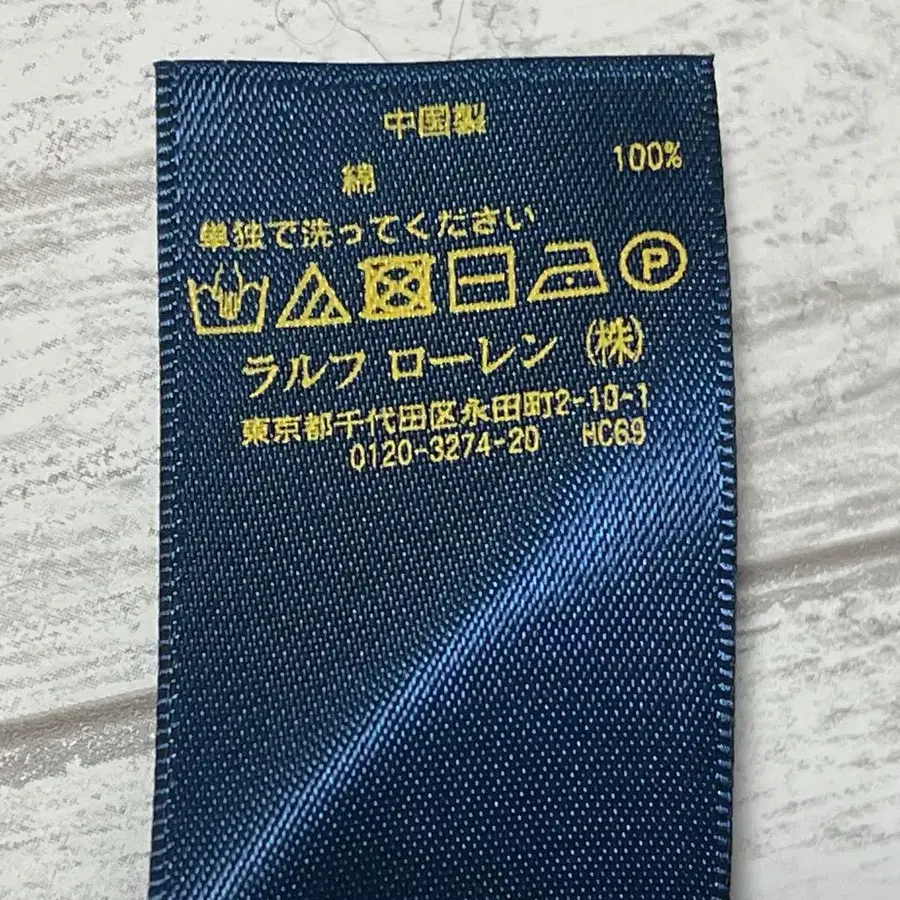 中国製
綿 100%
単独で洗ってください
P
ラルフ ローレン (株)
東京都千代田区永田町2-10-1
0120-3274-20 HC69